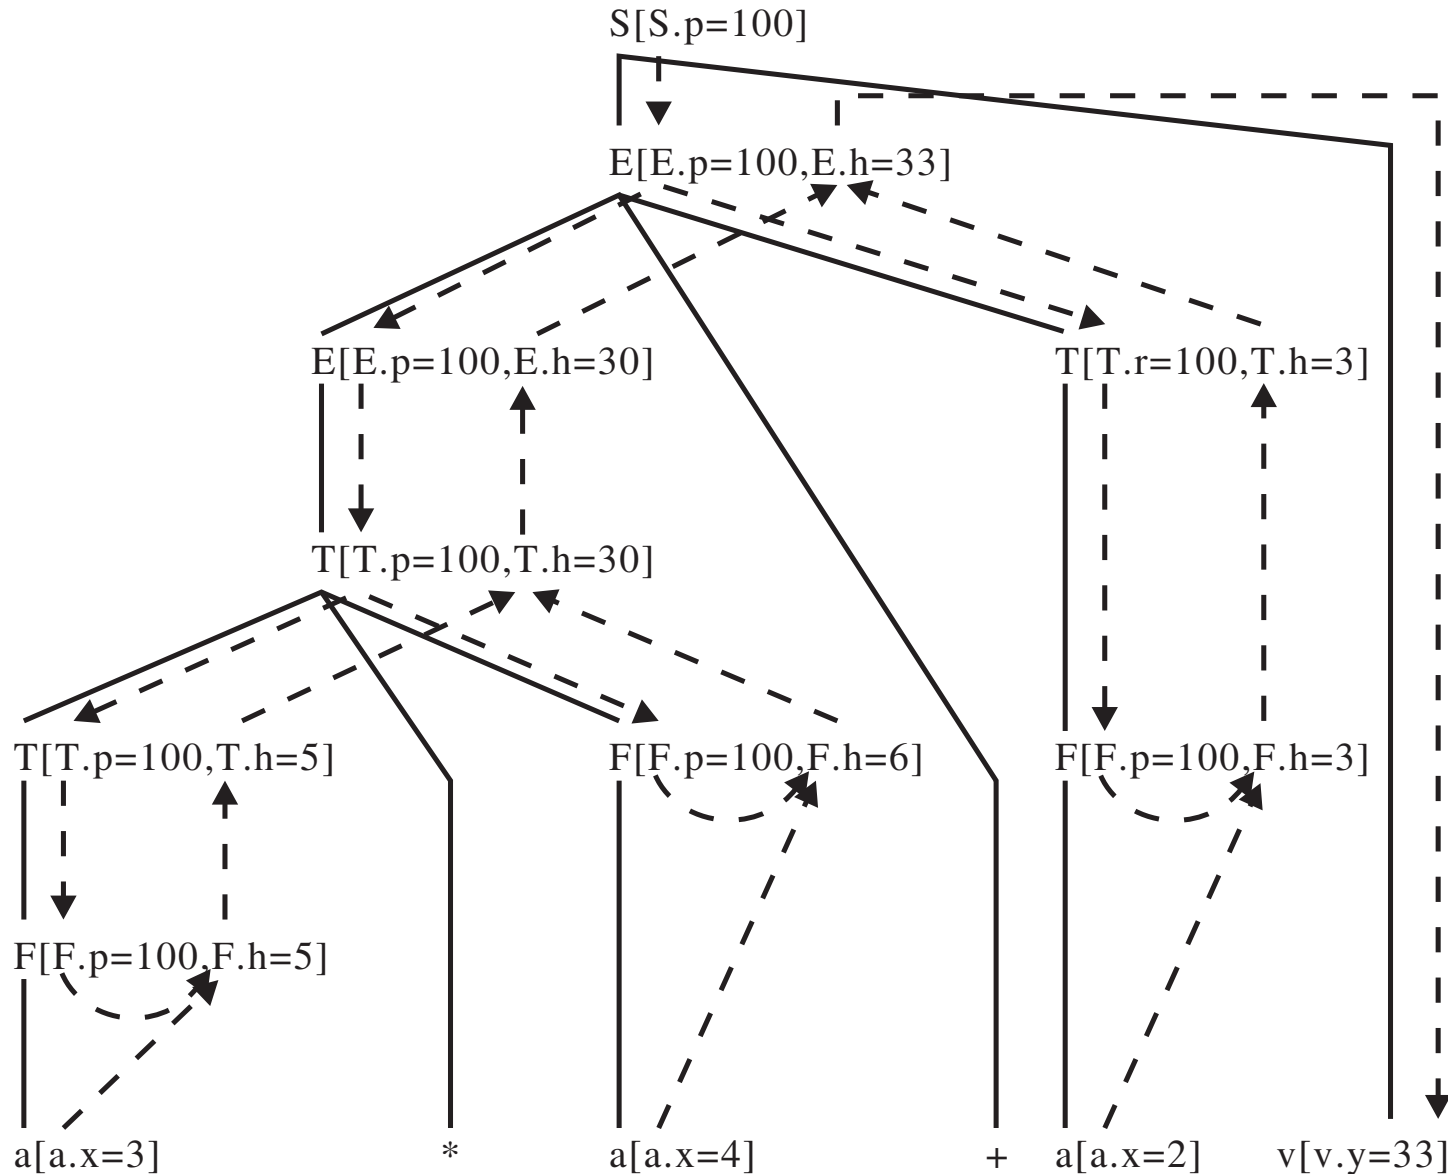 S[S.p=100]
E[E.p=100,E.h=33]
E[E.p=100,E.h=30]
T[T.r=100,T.h=3]
T[T.p=100,T.h=30]
T[T.p=100,T.h=5]
F[F.p=100,F.h=6]
F[F.p=100,F.h=3]
F[F.p=100,F.h=5]
a[a.x=3]
*
a[a.x=4]
+
a[a.x=2]
v[v.y=33]